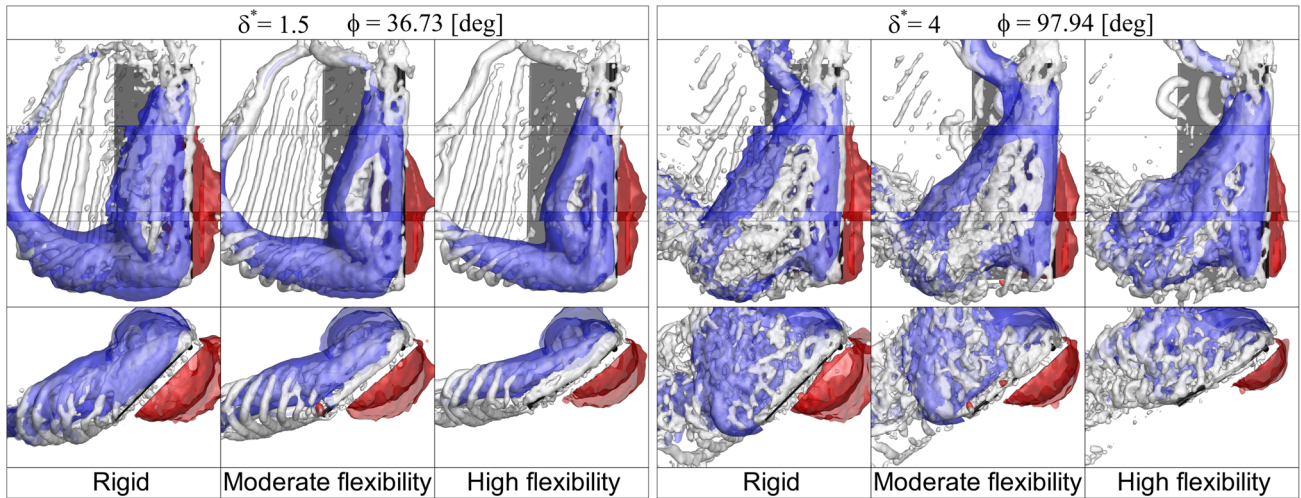 δ* = 1.5 ϕ = 36.73 [deg]
δ* = 4 ϕ = 97.94 [deg]
Rigid
Moderate flexibility
High flexibility
Rigid
Moderate flexibility
High flexibility